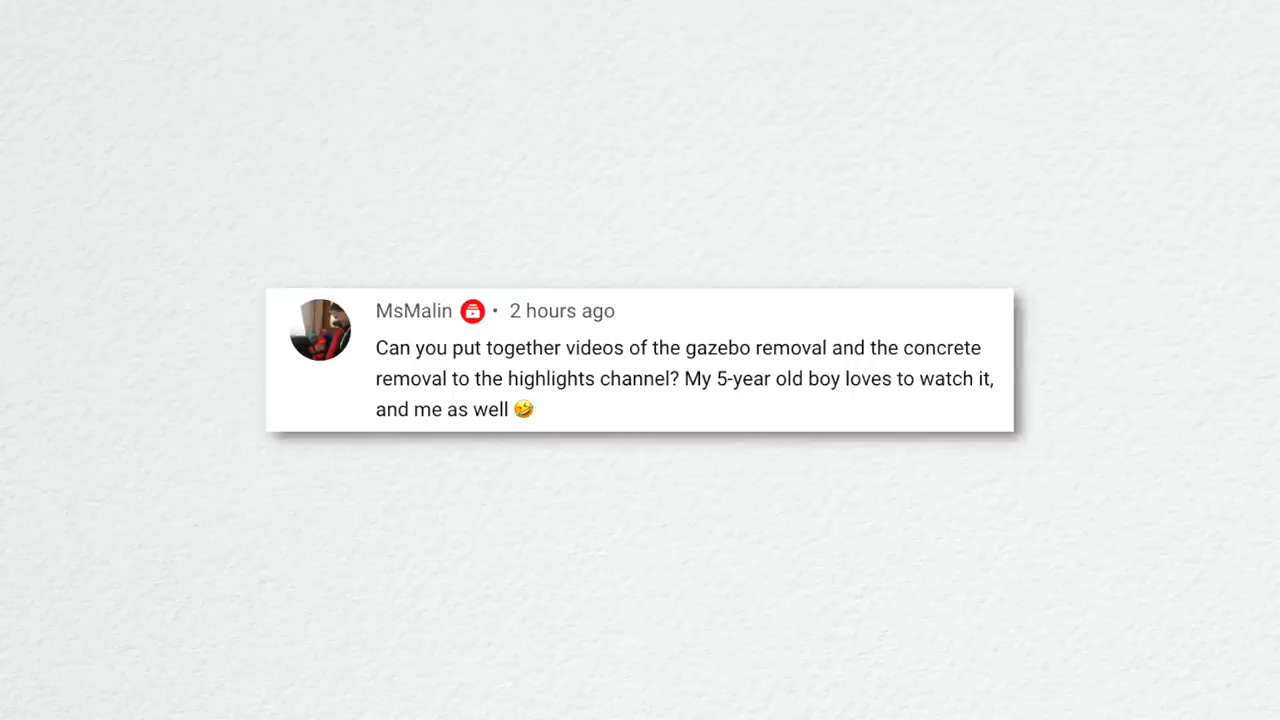 MsMalin • 2 hours ago
Can you put together videos of the gazebo removal and the concrete
removal to the highlights channel? My 5-year old boy loves to watch it,
and me as well 🤣